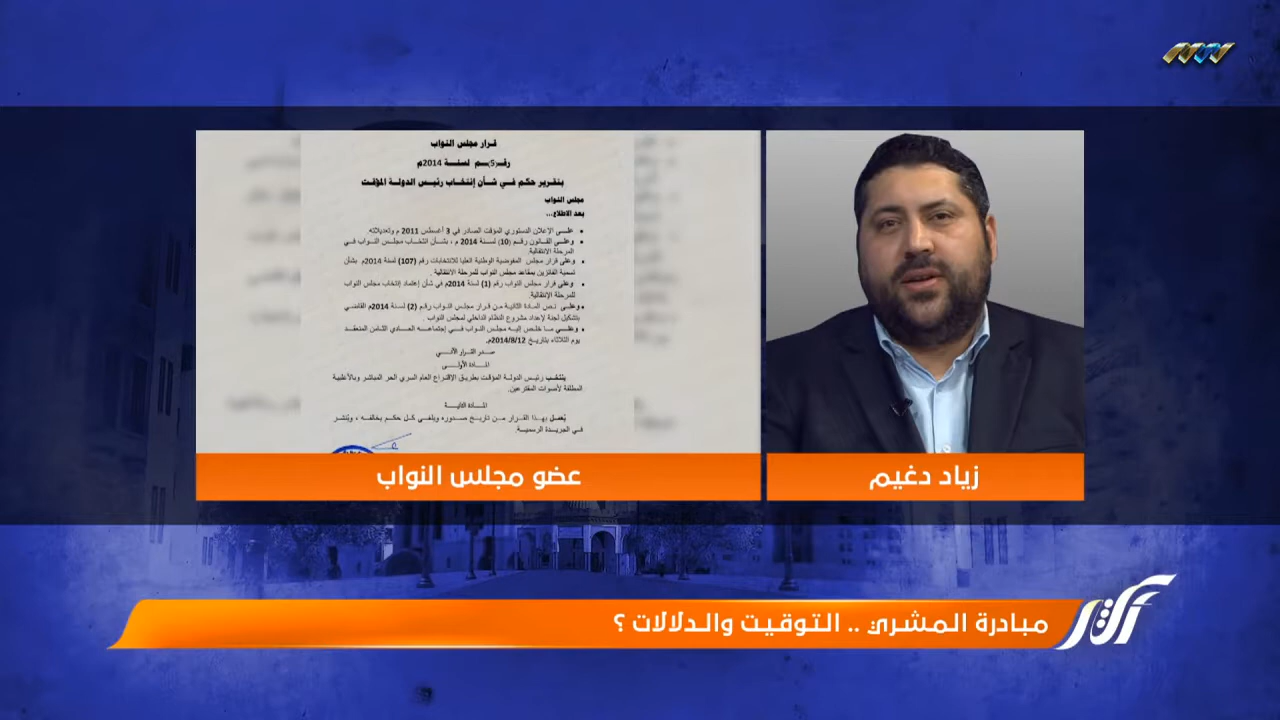 قرار مجلس النواب
رقم(5)م لسنة 2014م
بتقرير حكم في شأن إنتخاب رئيس الدولة المؤقت
مجلس النواب
بعد الاطلاع...
على الإعلان الدستوري المؤقت الصادر في 3 أغسطس 2011 م وتعديلاته.
وعلى القانون رقم (10) لسنة 2014 م ، بشأن انتخاب مجلس النواب في
المرحلة الانتقالية.
وعلى قرار مجلس المفوضية الوطنية العليا للانتخابات رقم (107) لسنة 2014م بشأن
تسمية الفائزين بمقاعد مجلس النواب للمرحلة الانتقالية .
وعلى قرار مجلس النواب رقم (1) لسنة 2014م في شأن إعتماد إنتخاب مجلس النواب
للمرحلة الإنتقالية.
وعلى نص المادة الثانية من قرار مجلس النواب رقم (2) لسنة 2014م القاضي
بتشكيل لجنة لإعداد مشروع النظام الداخلي لمجلس النواب .
وعلى ما خلص إليه مجلس النواب في إجتماعه العادي الثامن المنعقد
يوم الثلاثاء بتاريخ 2014/8/12م.
صدر القرار الآتي
المادة الأولى
ينتخب رئيس الدولة المؤقت بطريق الإقتراع العام السري الحر المباشر وبالأغلبية
المطلقة لأصوات المقترعين.
المادة الثانية
يُعمل بهذا القرار من تاريخ صدوره ويلغى كل حكم يخالفه ، ويُنشر
في الجريدة الرسمية.
زياد دغيم
عضو مجلس النواب
مبادرة المشري .. التوقيت والدلالات ؟